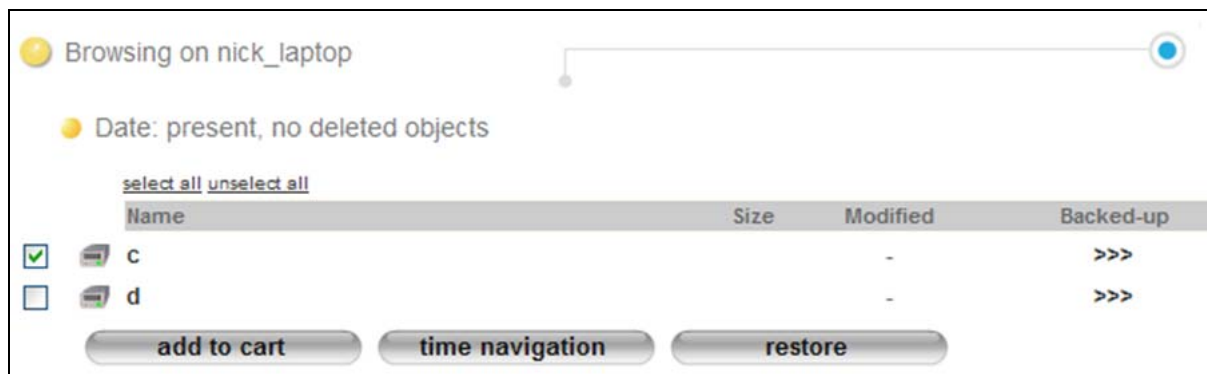 Browsing on nick_laptop
Date: present, no deleted objects
select all unselect all
Name Size Modified Backed-up
c - >>>
d - >>>
add to cart time navigation restore